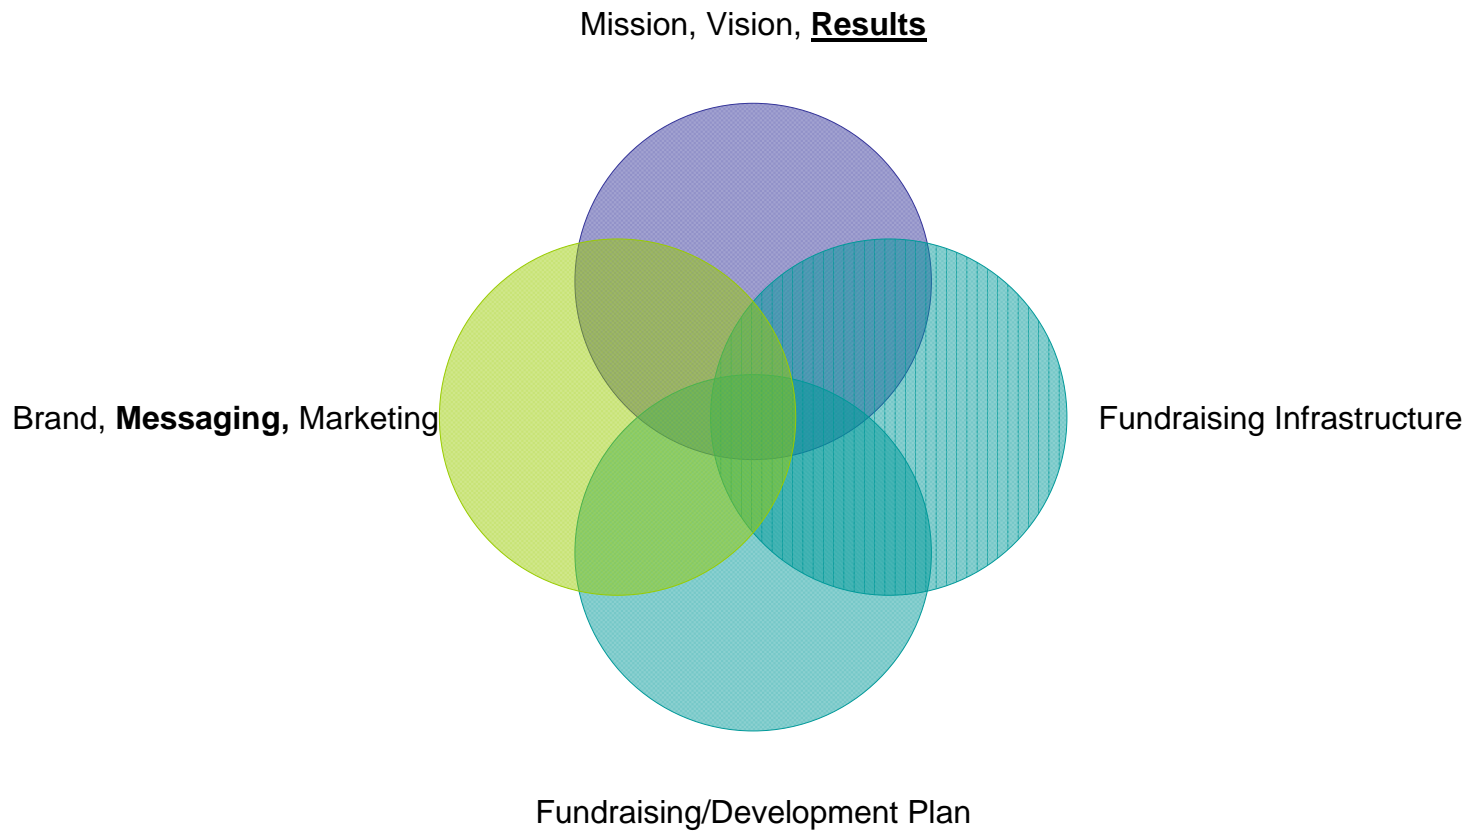 Mission, Vision, Results
Brand, Messaging, Marketing
Fundraising Infrastructure
Fundraising/Development Plan